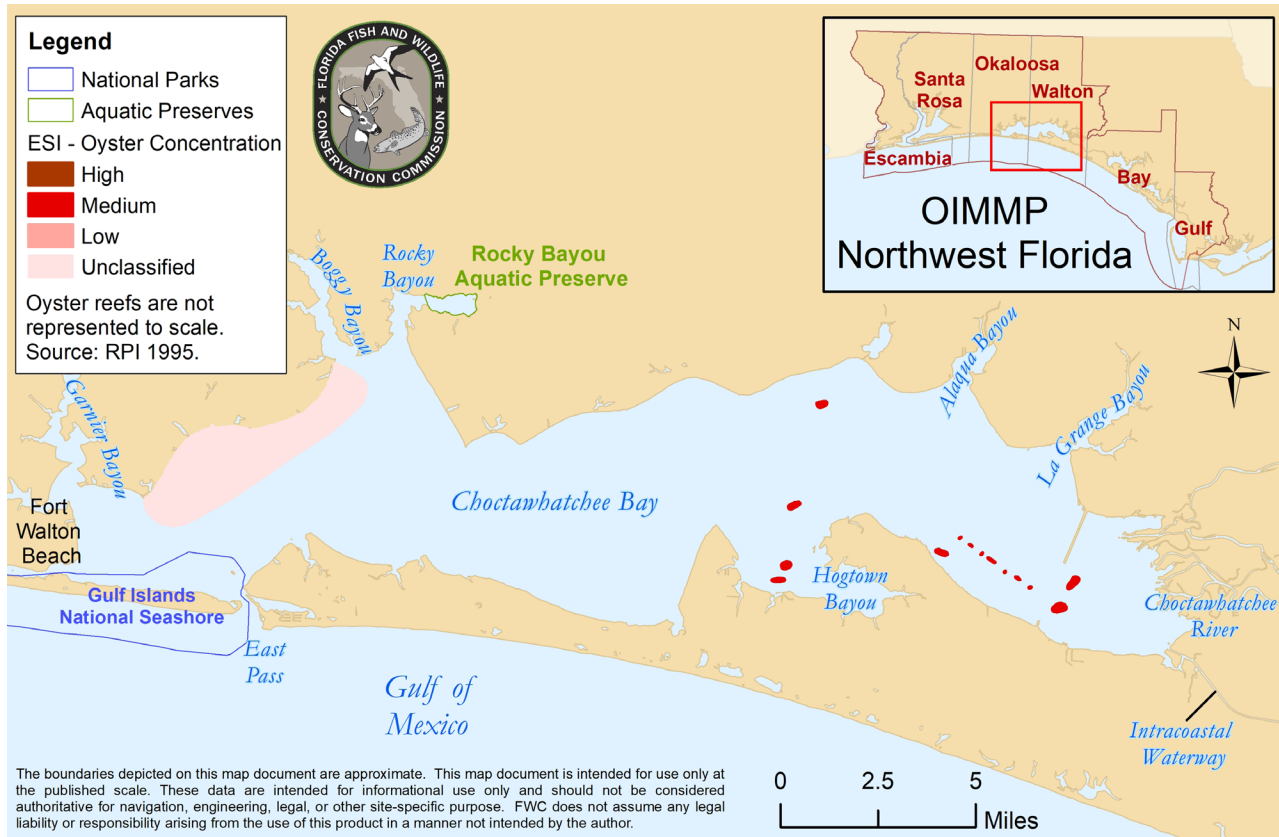 Legend
National Parks
Aquatic Preserves
ESI - Oyster Concentration
High
Medium
Low
Unclassified
Oyster reefs are not
represented to scale.
Source: RPI 1995.
FLORIDA FISH AND WILDLIFE
CONSERVATION COMMISSION
Okaloosa
Santa
Rosa
Walton
Escambia
Bay
Gulf
OIMMP
Northwest Florida
Rocky
Bayou
Rocky Bayou
Aquatic Preserve
Boggy Bayou
N
Alaqua Bayou
La Grange Bayou
Garnier Bayou
Choctawhatchee Bay
Fort
Walton
Beach
Hogtown
Bayou
Gulf Islands
National Seashore
Choctawhatchee
River
East
Pass
Gulf of
Mexico
Intracoastal
Waterway
The boundaries depicted on this map document are approximate. This map document is intended for use only at
the published scale. These data are intended for informational use only and should not be considered
authoritative for navigation, engineering, legal, or other site-specific purpose. FWC does not assume any legal
liability or responsibility arising from the use of this product in a manner not intended by the author.
0 2.5 5
Miles